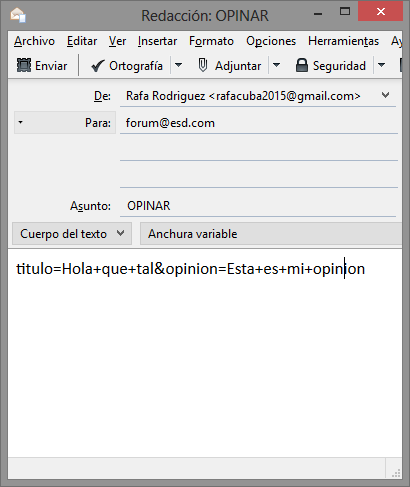 Redacción: OPINAR
Archivo Editar Ver Insertar Formato Opciones Herramientas Ay
Enviar Ortografía Adjuntar Seguridad
De: Rafa Rodriguez <rafacuba2015@gmail.com>
Para: forum@esd.com
Asunto: OPINAR
Cuerpo del texto Anchura variable
titulo=Hola+que+tal&opinion=Esta+es+mi+opinion